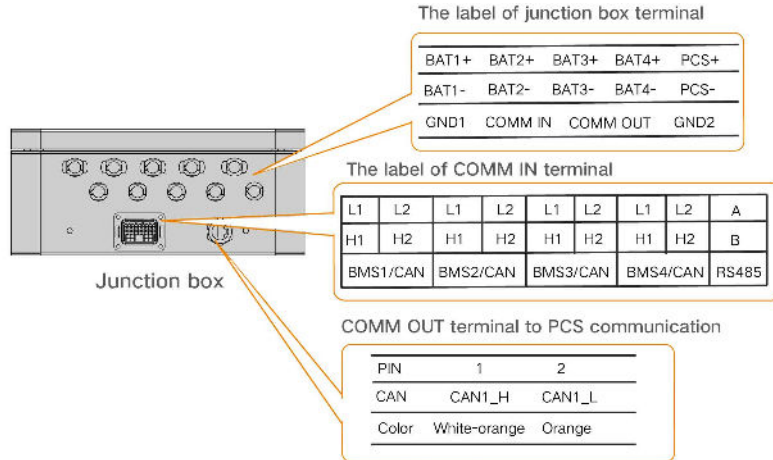 The label of junction box terminal
BAT1+ BAT2+ BAT3+ BAT4+ PCS+
BAT1- BAT2- BAT3- BAT4- PCS-
GND1 COMM IN COMM OUT GND2
The label of COMM IN terminal
L1 L2 L1 L2 L1 L2 L1 L2 A
H1 H2 H1 H2 H1 H2 H1 H2 B
BMS1/CAN BMS2/CAN BMS3/CAN BMS4/CAN RS485
Junction box
COMM OUT terminal to PCS communication
PIN 1 2
CAN CAN1_H CAN1_L
Color White-orange Orange